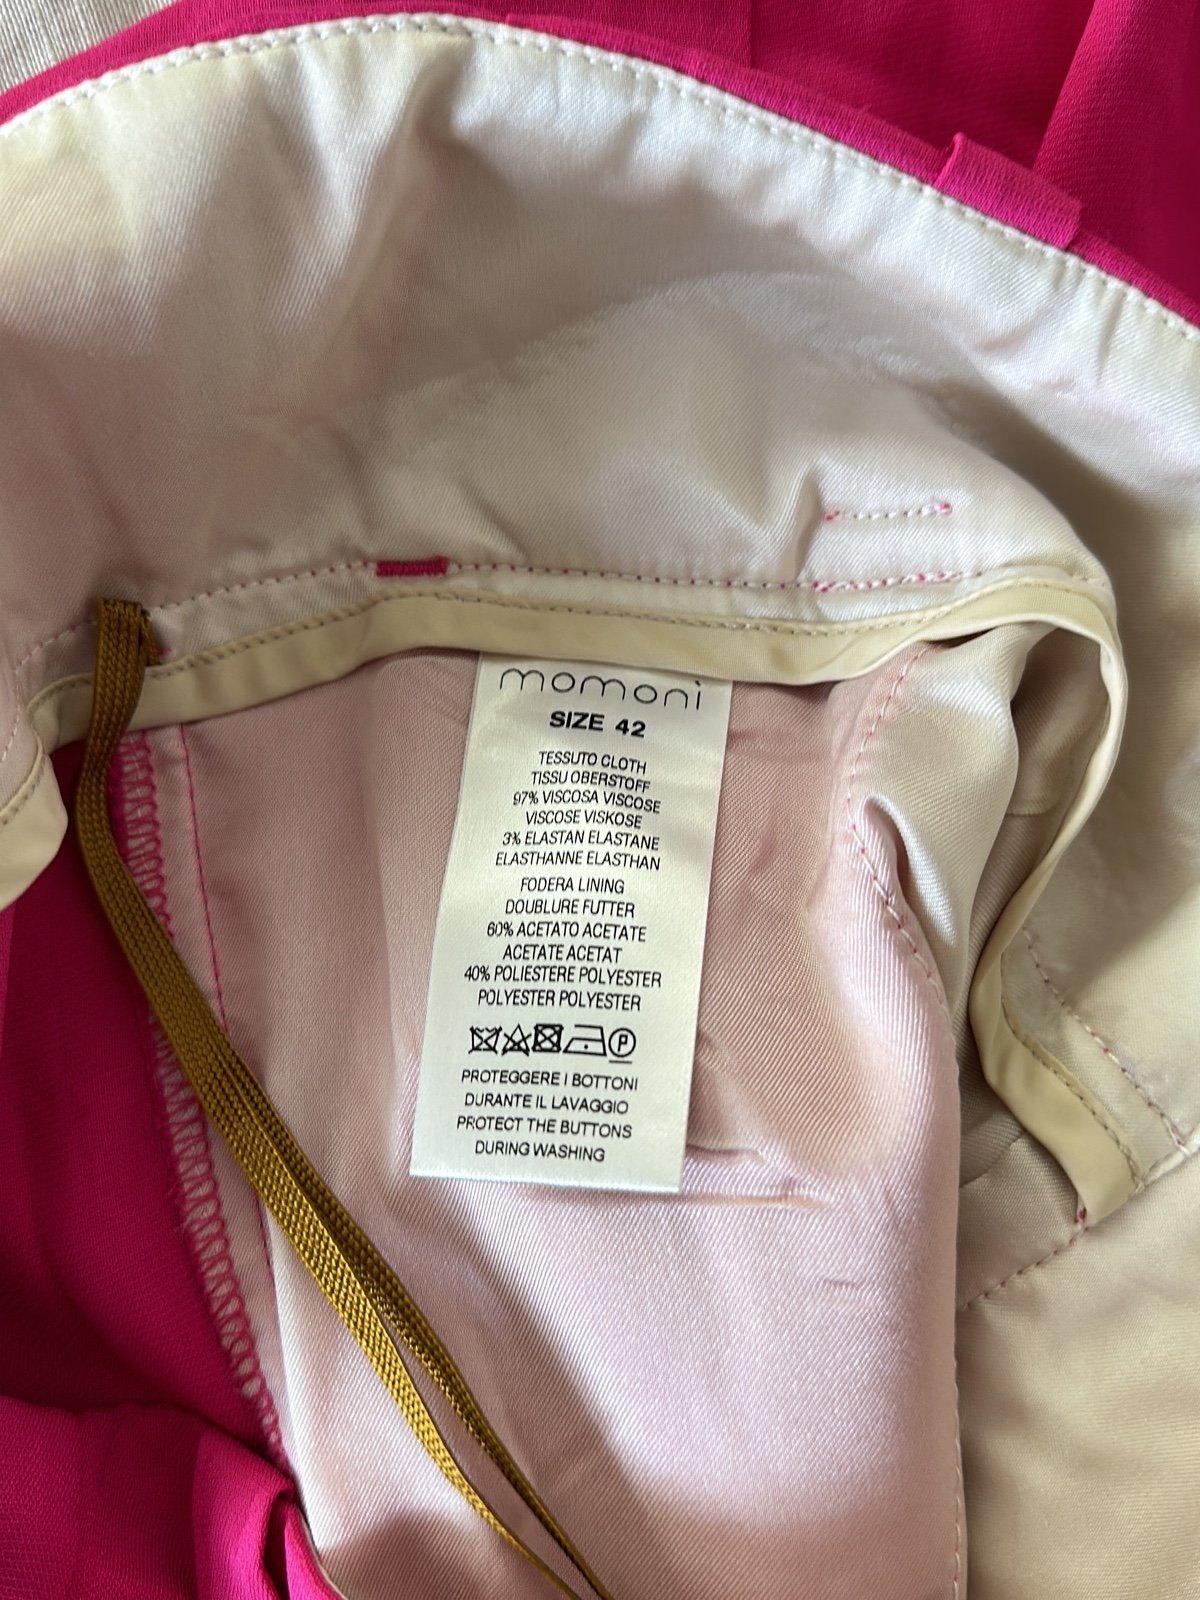 momonì
SIZE 42
TESSUTO CLOTH
TISSU OBERSTOFF
97% VISCOSA VISCOSE
VISCOSE VISKOSE
3% ELASTAN ELASTANE
ELASTHANNE ELASTHAN
FODERA LINING
DOUBLURE FUTTER
60% ACETATO ACETATE
ACETATE ACETAT
40% POLIESTERE POLYESTER
POLYESTER POLYESTER
P
PROTEGGERE I BOTTONI
DURANTE IL LAVAGGIO
PROTECT THE BUTTONS
DURING WASHING